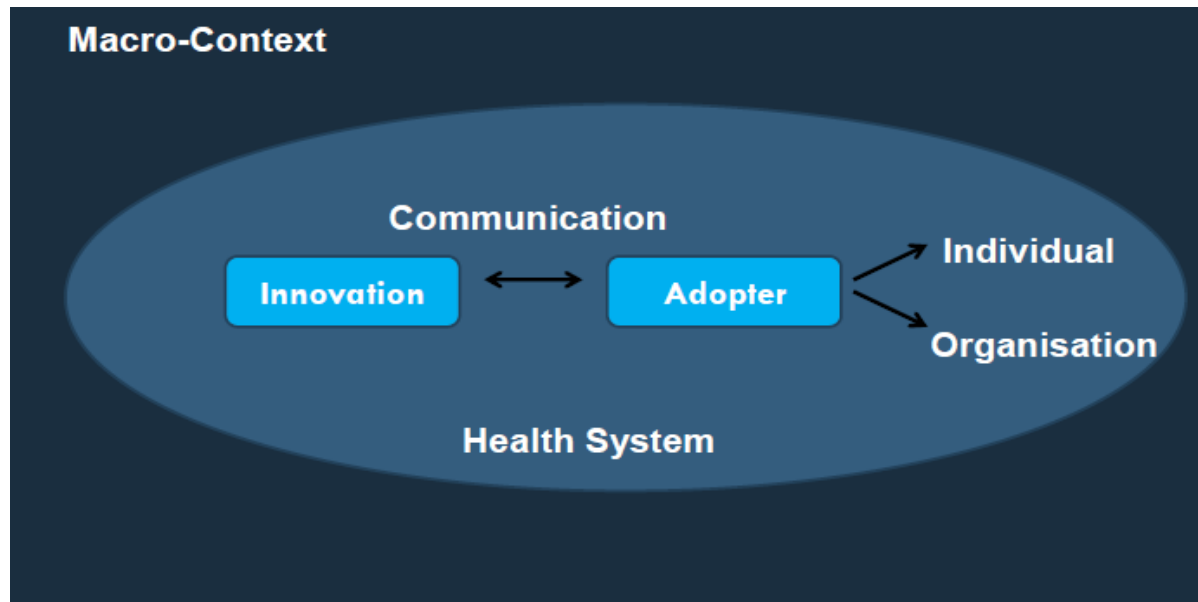 Macro-Context
Communication
Innovation
Adopter
Individual
Organisation
Health System